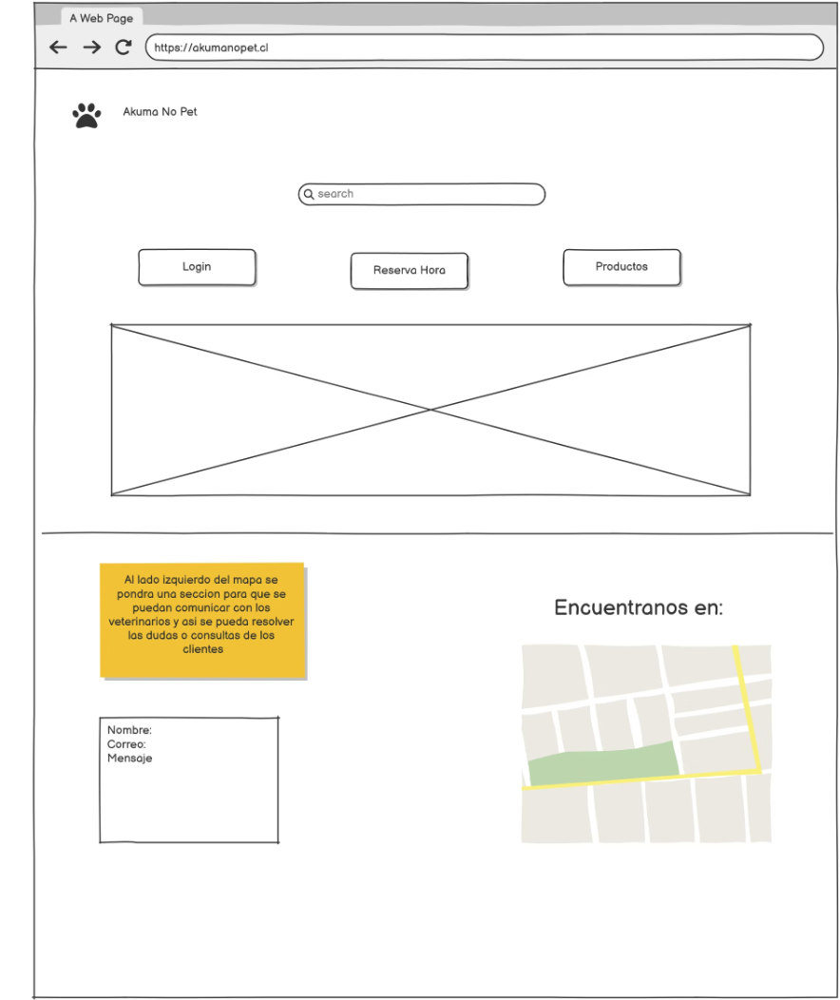 A Web Page
https://akumanopet.cl
Akuma No Pet
search
Login
Reserva Hora
Productos
Al lado izquierdo del mapa se
pondra una seccion para que se
puedan comunicar con los
veterinarios y asi se pueda resolver
las dudas o consultas de los
clientes
Encuentranos en:
Nombre:
Correo:
Mensaje